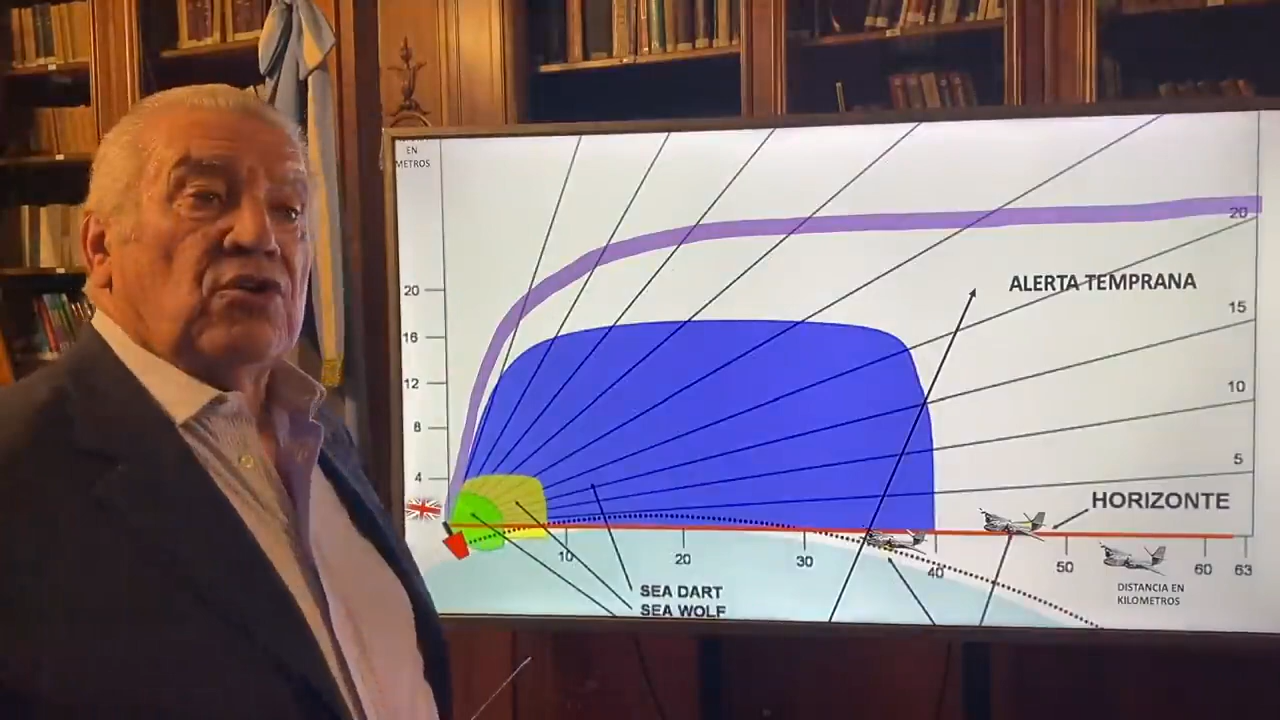 EN
METROS
20
16
12
8
4
20
15
10
5
ALERTA TEMPRANA
HORIZONTE
10
20
30
40
50
60
63
DISTANCIA EN
KILOMETROS
SEA DART
SEA WOLF